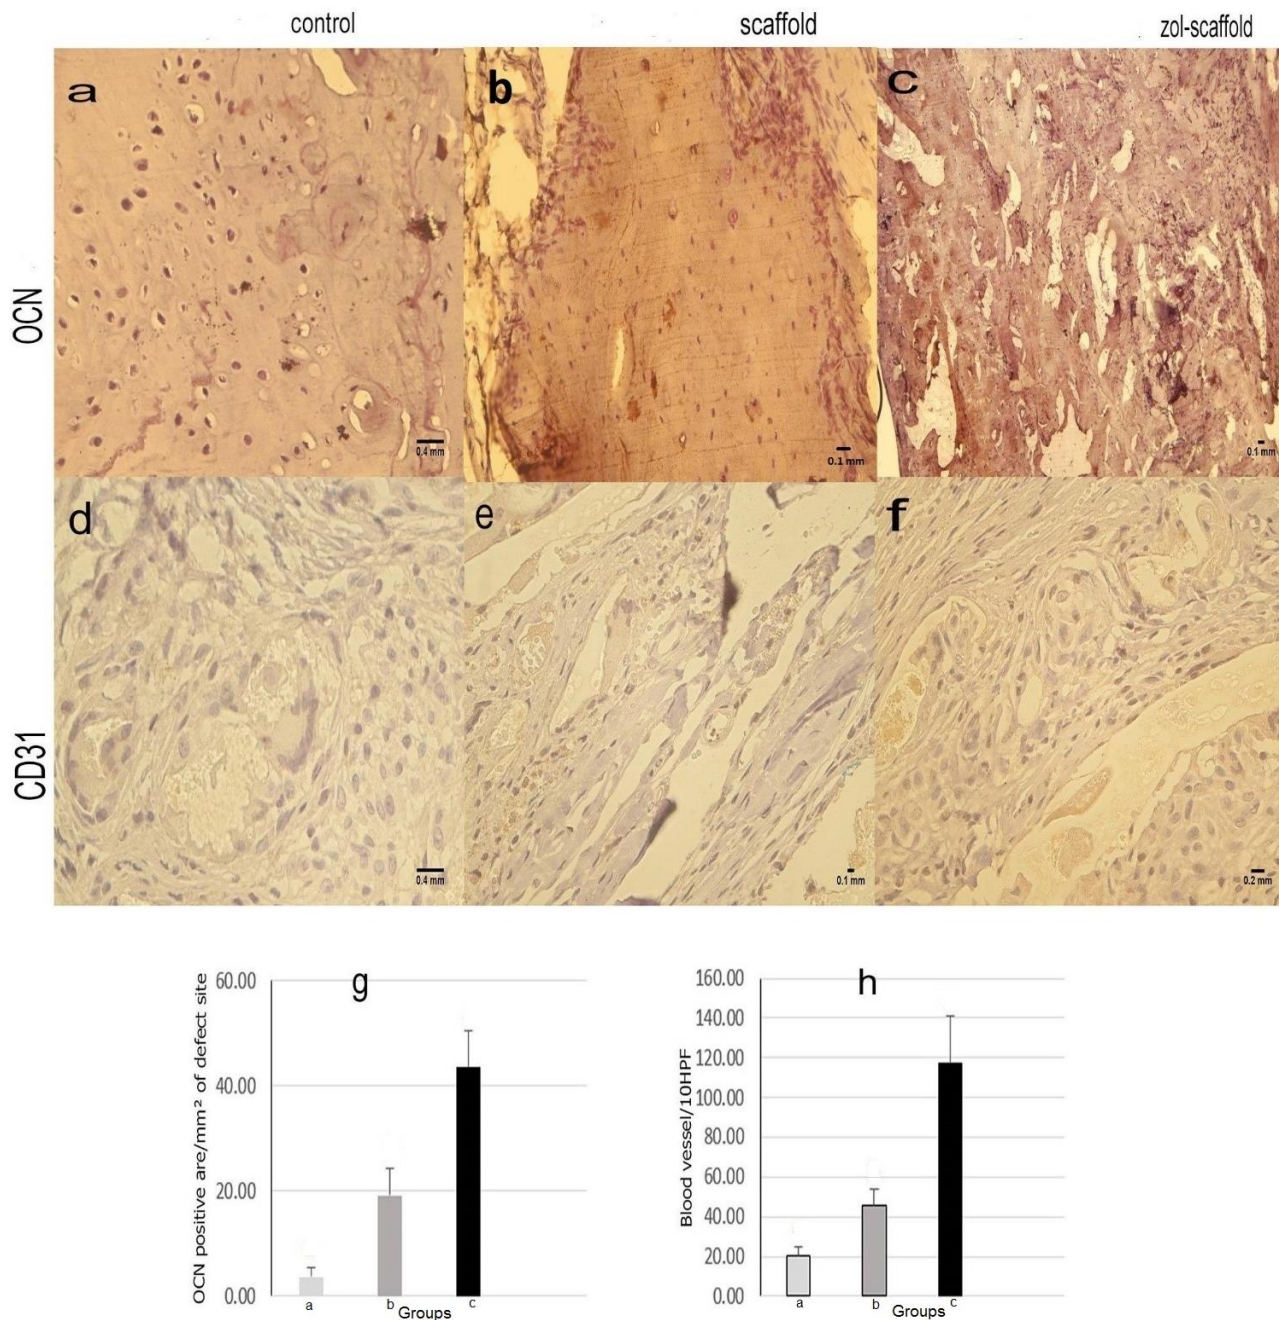 control scaffold zol-scaffold
a b c
OCN
0.4 mm 0.1 mm 0.1 mm
d e f
CD31
0.4 mm 0.1 mm 0.2 mm
g
OCN positive are/mm² of defect site
60.00
40.00
20.00
0.00
a b c
Groups
h
Blood vessel/10HPF
160.00
140.00
120.00
100.00
80.00
60.00
40.00
20.00
0.00
a b c
Groups